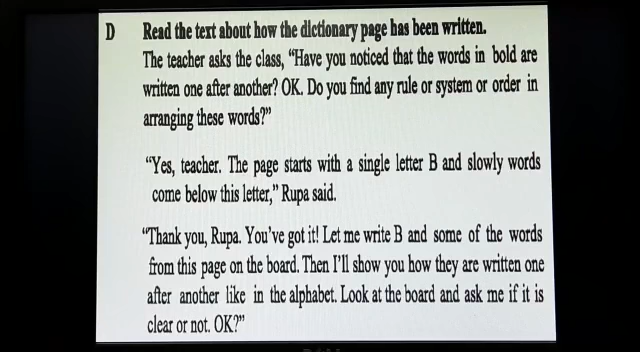 D Read the text about how the dictionary page has been written.
The teacher asks the class, “Have you noticed that the words in bold are
written one after another? OK. Do you find any rule or system or order in
arranging these words?”
“Yes, teacher. The page starts with a single letter B and slowly words
come below this letter,” Rupa said.
“Thank you, Rupa. You’ve got it! Let me write B and some of the words
from this page on the board. Then I’ll show you how they are written one
after another like in the alphabet. Look at the board and ask me if it is
clear or not. OK?”